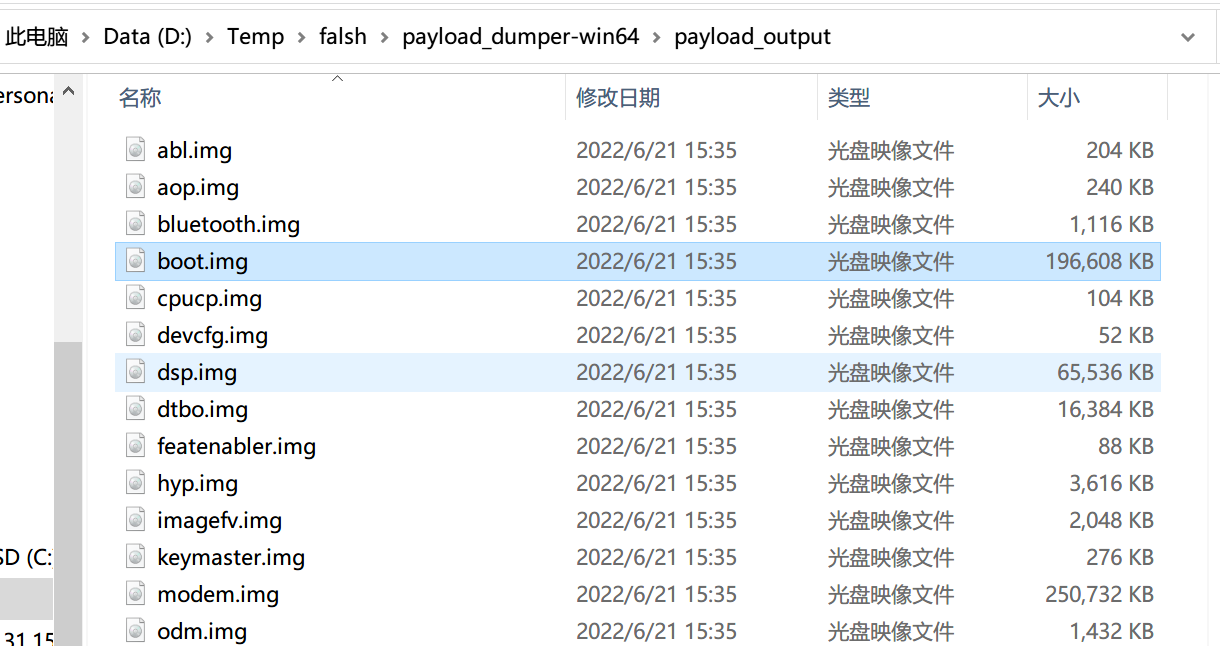 此电脑 > Data (D:) > Temp > falsh > payload_dumper-win64 > payload_output
名称 修改日期 类型 大小
abl.img 2022/6/21 15:35 光盘映像文件 204 KB
aop.img 2022/6/21 15:35 光盘映像文件 240 KB
bluetooth.img 2022/6/21 15:35 光盘映像文件 1,116 KB
boot.img 2022/6/21 15:35 光盘映像文件 196,608 KB
cpucp.img 2022/6/21 15:35 光盘映像文件 104 KB
devcfg.img 2022/6/21 15:35 光盘映像文件 52 KB
dsp.img 2022/6/21 15:35 光盘映像文件 65,536 KB
dtbo.img 2022/6/21 15:35 光盘映像文件 16,384 KB
featenabler.img 2022/6/21 15:35 光盘映像文件 88 KB
hyp.img 2022/6/21 15:35 光盘映像文件 3,616 KB
imagefv.img 2022/6/21 15:35 光盘映像文件 2,048 KB
keymaster.img 2022/6/21 15:35 光盘映像文件 276 KB
modem.img 2022/6/21 15:35 光盘映像文件 250,732 KB
odm.img 2022/6/21 15:35 光盘映像文件 1,432 KB